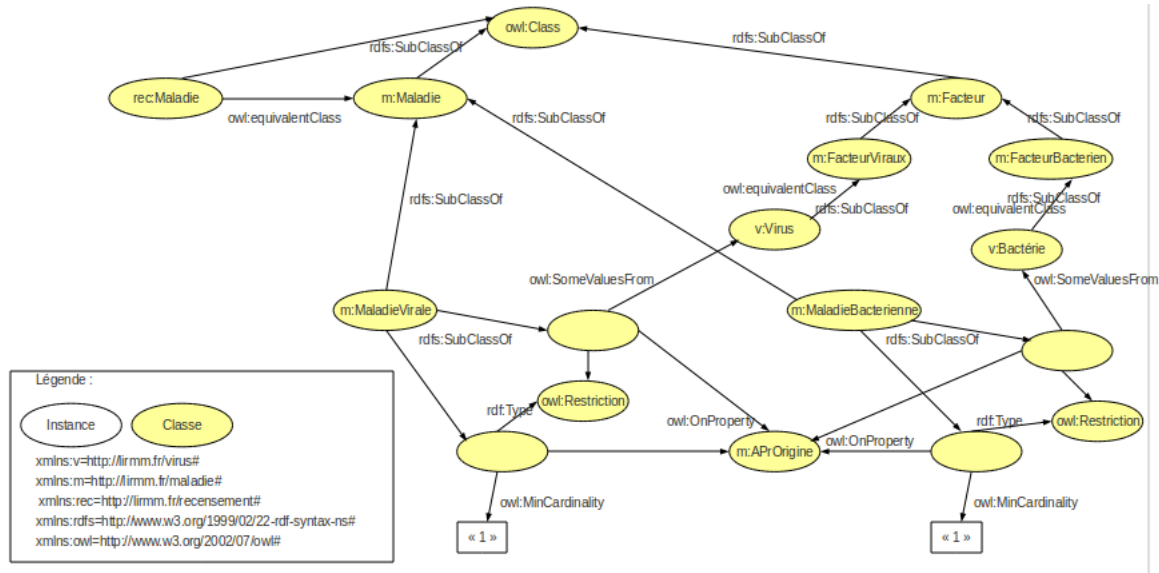 owl:Class
rdfs:SubClassOf
rdfs:SubClassOf
rec:Maladie
m:Maladie
m:Facteur
owl:equivalentClass
rdfs:SubClassOf
rdfs:SubClassOf
rdfs:SubClassOf
m:FacteurViraux
m:FacteurBacterien
rdfs:SubClassOf
owl:equivalentClass
rdfs:SubClassOf
rdfs:SubClassOf
owl:equivalentClass
v:Virus
v:Bactérie
owl:SomeValuesFrom
owl:SomeValuesFrom
m:MaladieVirale
m:MaladieBacterienne
rdfs:SubClassOf
rdfs:SubClassOf
Légende :
owl:Restriction
rdf:Type
owl:OnProperty
rdf:Type
owl:Restriction
Instance
Classe
owl:OnProperty
m:APrOrigine
xmlns:v=http://lirmm.fr/virus#
xmlns:m=http://lirmm.fr/maladie#
xmlns:rec=http://lirmm.fr/recensement#
xmlns:rdfs=http://www.w3.org/1999/02/22-rdf-syntax-ns#
xmlns:owl=http://www.w3.org/2002/07/owl#
owl:MinCardinality
owl:MinCardinality
« 1 »
« 1 »